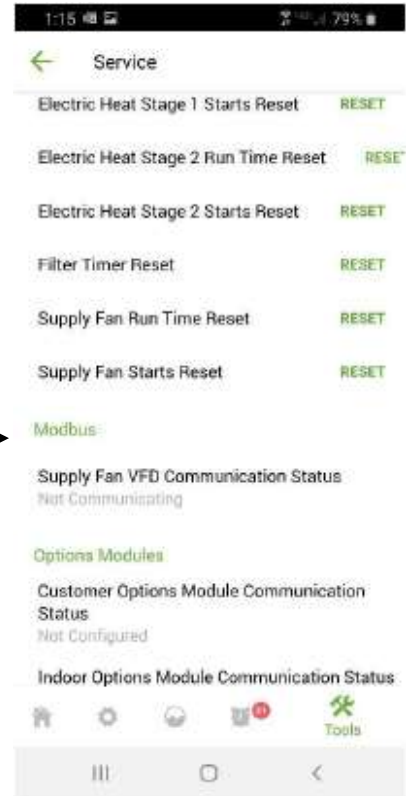 1:15 79%
Service
Electric Heat Stage 1 Starts Reset RESET
Electric Heat Stage 2 Run Time Reset RESET
Electric Heat Stage 2 Starts Reset RESET
Filter Timer Reset RESET
Supply Fan Run Time Reset RESET
Supply Fan Starts Reset RESET
Modbus
Supply Fan VFD Communication Status
Not Communicating
Options Modules
Customer Options Module Communication
Status
Not Configured
Indoor Options Module Communication Status
Tools